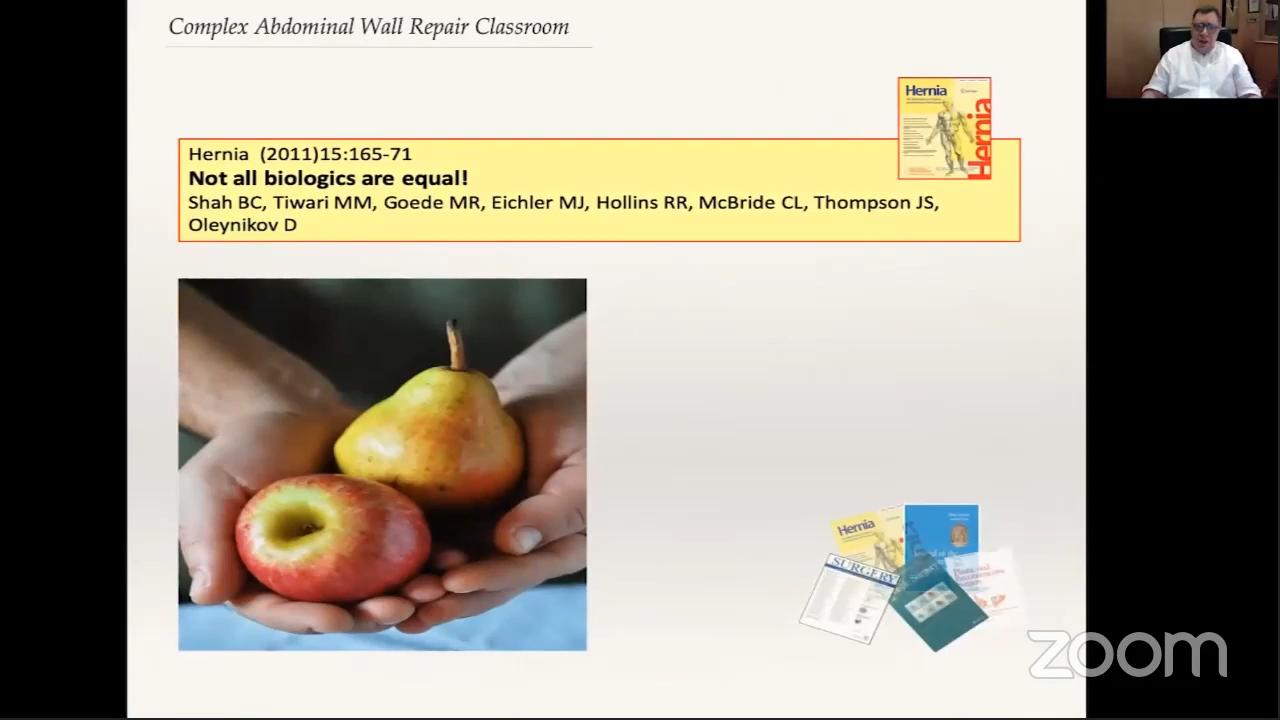 Complex Abdominal Wall Repair Classroom
Hernia
Hernia
Hernia (2011)15:165-71
Not all biologics are equal!
Shah BC, Tiwari MM, Goede MR, Eichler MJ, Hollins RR, McBride CL, Thompson JS,
Oleynikov D
Hernia
SURGERY
zoom